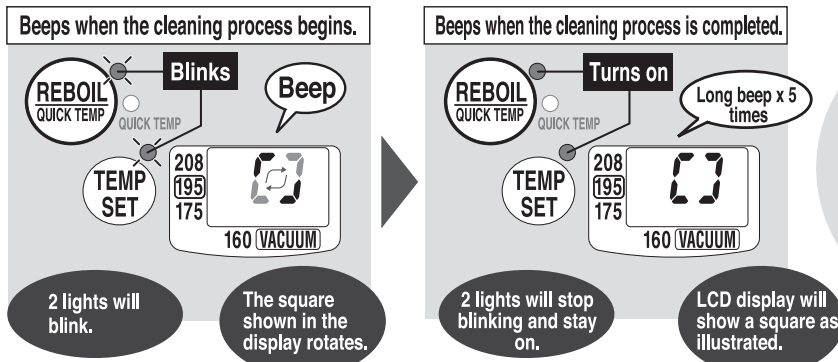 Beeps when the cleaning process begins.
REBOIL
QUICK TEMP
Blinks
Beep
QUICK TEMP
TEMP
SET
208
195
175
160 VACUUM
2 lights will
blink.
The square
shown in the
display rotates.
Beeps when the cleaning process is completed.
REBOIL
QUICK TEMP
Turns on
Long beep x 5
times
QUICK TEMP
TEMP
SET
208
195
175
160 VACUUM
2 lights will stop
blinking and stay
on.
LCD display will
show a square as
illustrated.